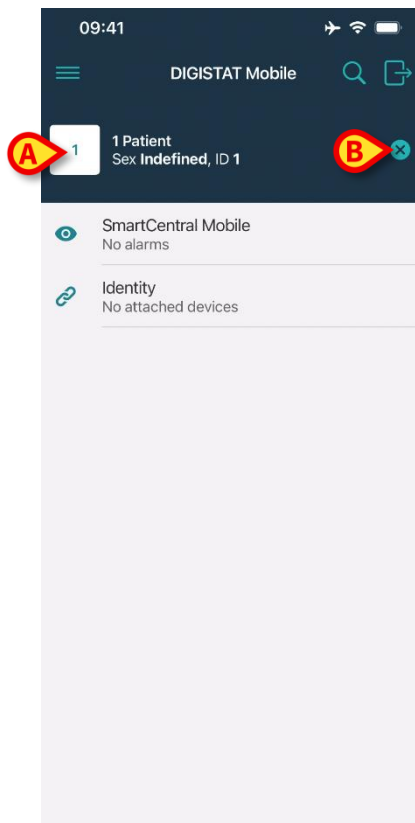 09:41
DIGISTAT Mobile
A
1
1 Patient
Sex Indefined, ID 1
B
SmartCentral Mobile
No alarms
Identity
No attached devices